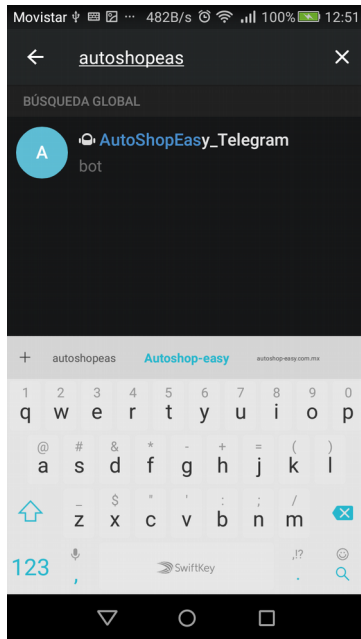 Movistar ... 482B/s 100% 12:51
autoshopeas
BÚSQUEDA GLOBAL
A AutoShopEasy_Telegram
bot
+ autoshopeas Autoshop-easy autoshop-easy.com.mx
1 2 3 4 5 6 7 8 9 0
q w e r t y u i o p
@ # & * - + = ( )
a s d f g h j k l
_ $ " ' : ; /
z x c v b n m
123 , SwiftKey ,!? .